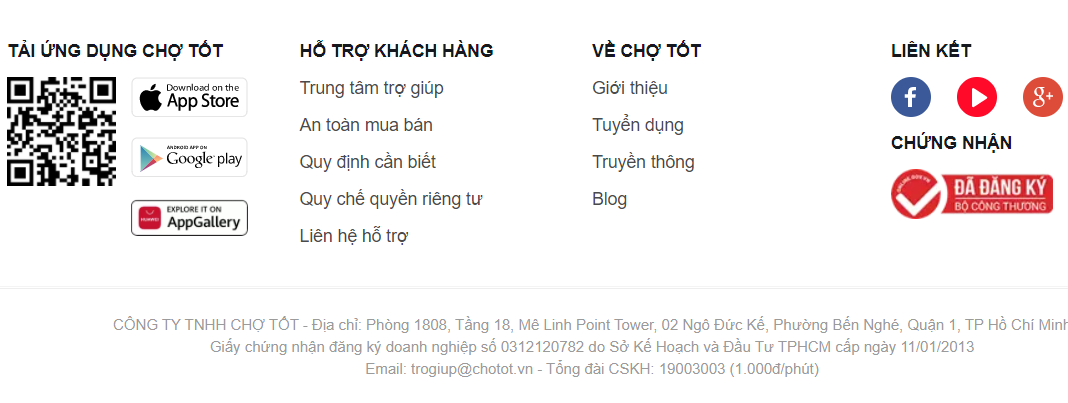 TẢI ỨNG DỤNG CHỢ TỐT
Download on the
App Store
ANDROID APP ON
Google play
EXPLORE IT ON
HUAWEI
AppGallery
HỖ TRỢ KHÁCH HÀNG
Trung tâm trợ giúp
An toàn mua bán
Quy định cần biết
Quy chế quyền riêng tư
Liên hệ hỗ trợ
VỀ CHỢ TỐT
Giới thiệu
Tuyển dụng
Truyền thông
Blog
LIÊN KẾT
f
g+
CHỨNG NHẬN
ONLINE.GOV.VN
ĐÃ ĐĂNG KÝ
BỘ CÔNG THƯƠNG
CÔNG TY TNHH CHỢ TỐT - Địa chỉ: Phòng 1808, Tầng 18, Mê Linh Point Tower, 02 Ngô Đức Kế, Phường Bến Nghé, Quận 1, TP Hồ Chí Minh
Giấy chứng nhận đăng ký doanh nghiệp số 0312120782 do Sở Kế Hoạch và Đầu Tư TPHCM cấp ngày 11/01/2013
Email: trogiup@chotot.vn - Tổng đài CSKH: 19003003 (1.000đ/phút)